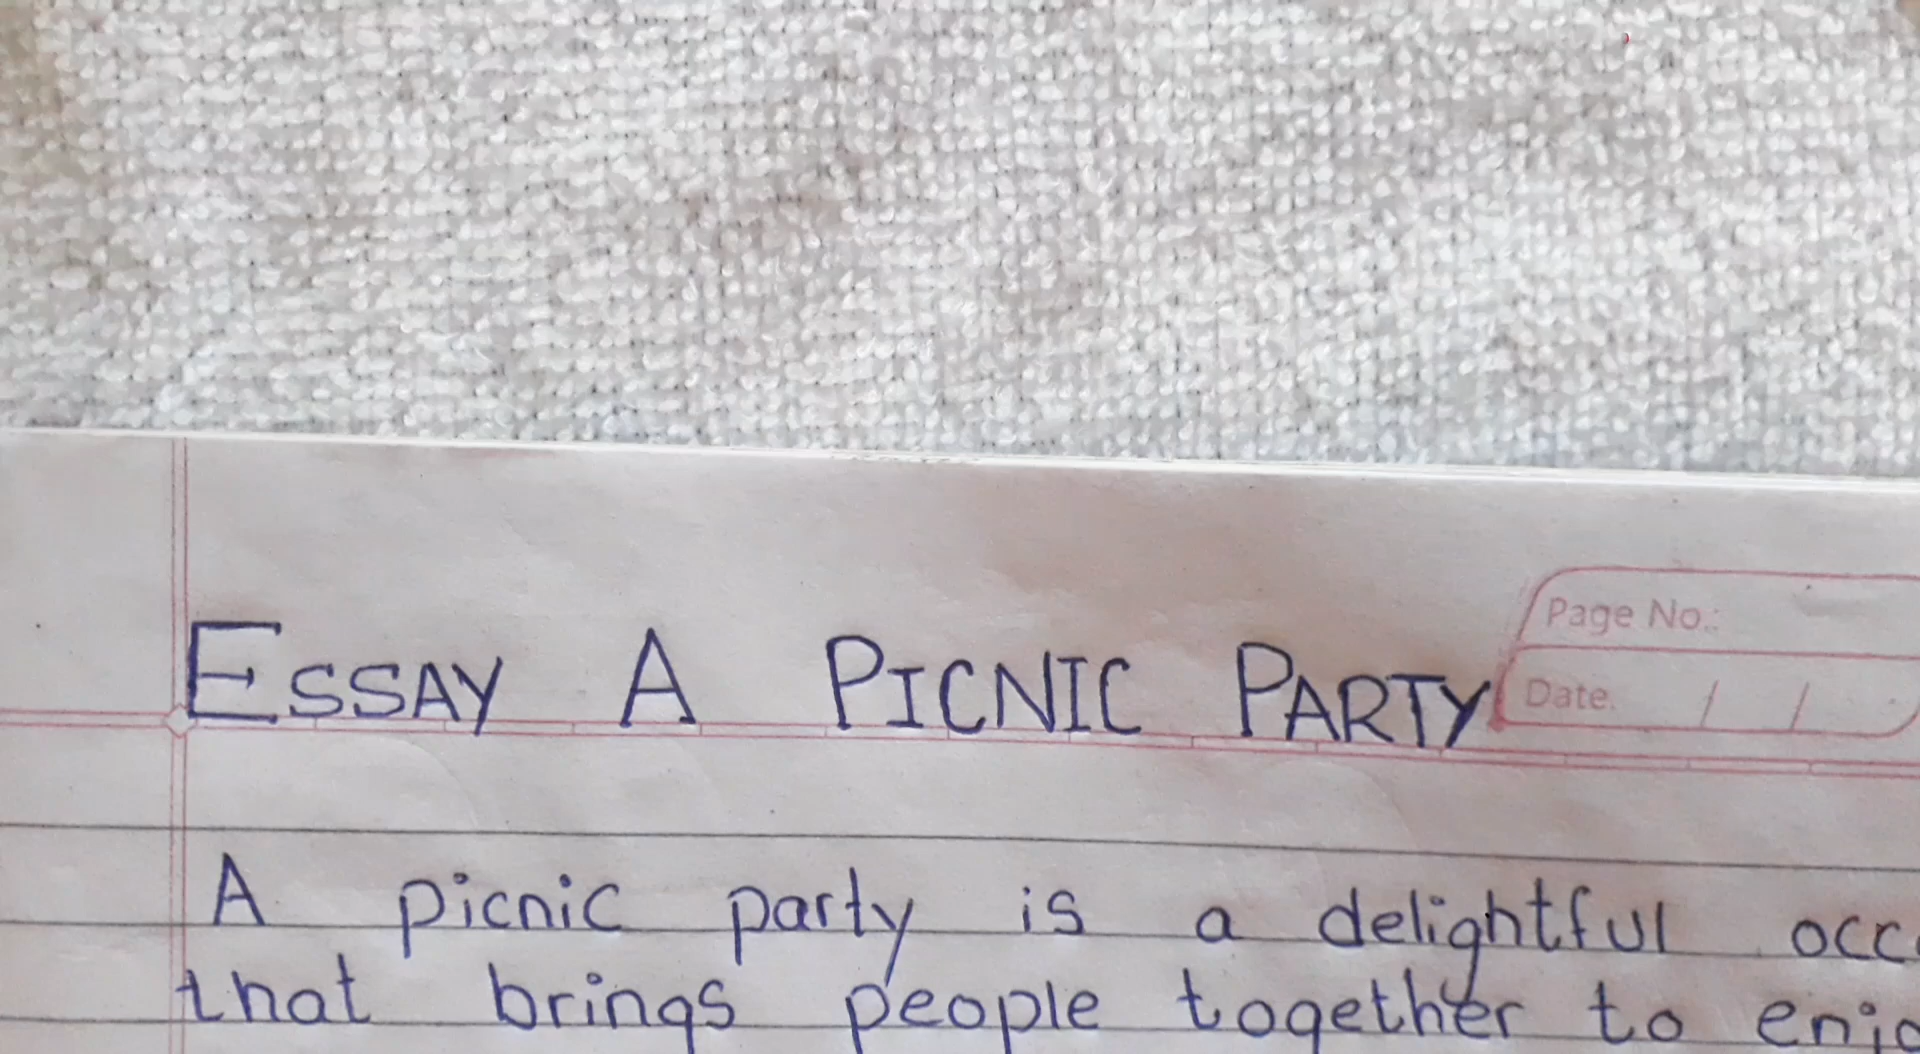 Page No.:
ESSAY A PICNIC PARTY
Date. / /
A picnic party is a delightful
that brings people together to